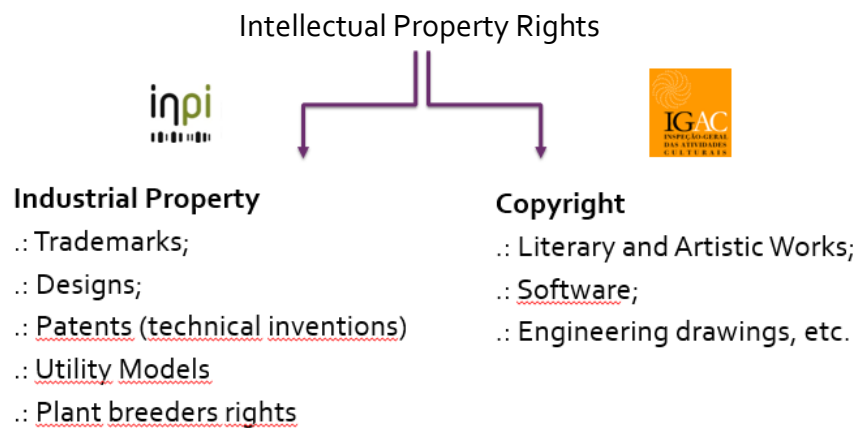 Intellectual Property Rights
inpi
IGAC
INSPEÇÃO-GERAL
DAS ATIVIDADES
CULTURAIS
Industrial Property
.: Trademarks;
.: Designs;
.: Patents (technical inventions)
.: Utility Models
.: Plant breeders rights
Copyright
.: Literary and Artistic Works;
.: Software;
.: Engineering drawings, etc.